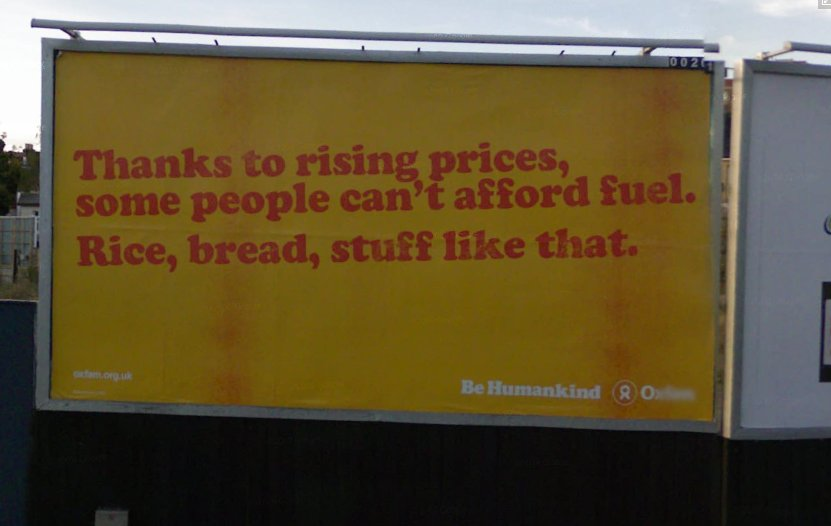 002
Thanks to rising prices,
some people can't afford fuel.
Rice, bread, stuff like that.
oxfam.org.uk
Be Humankind